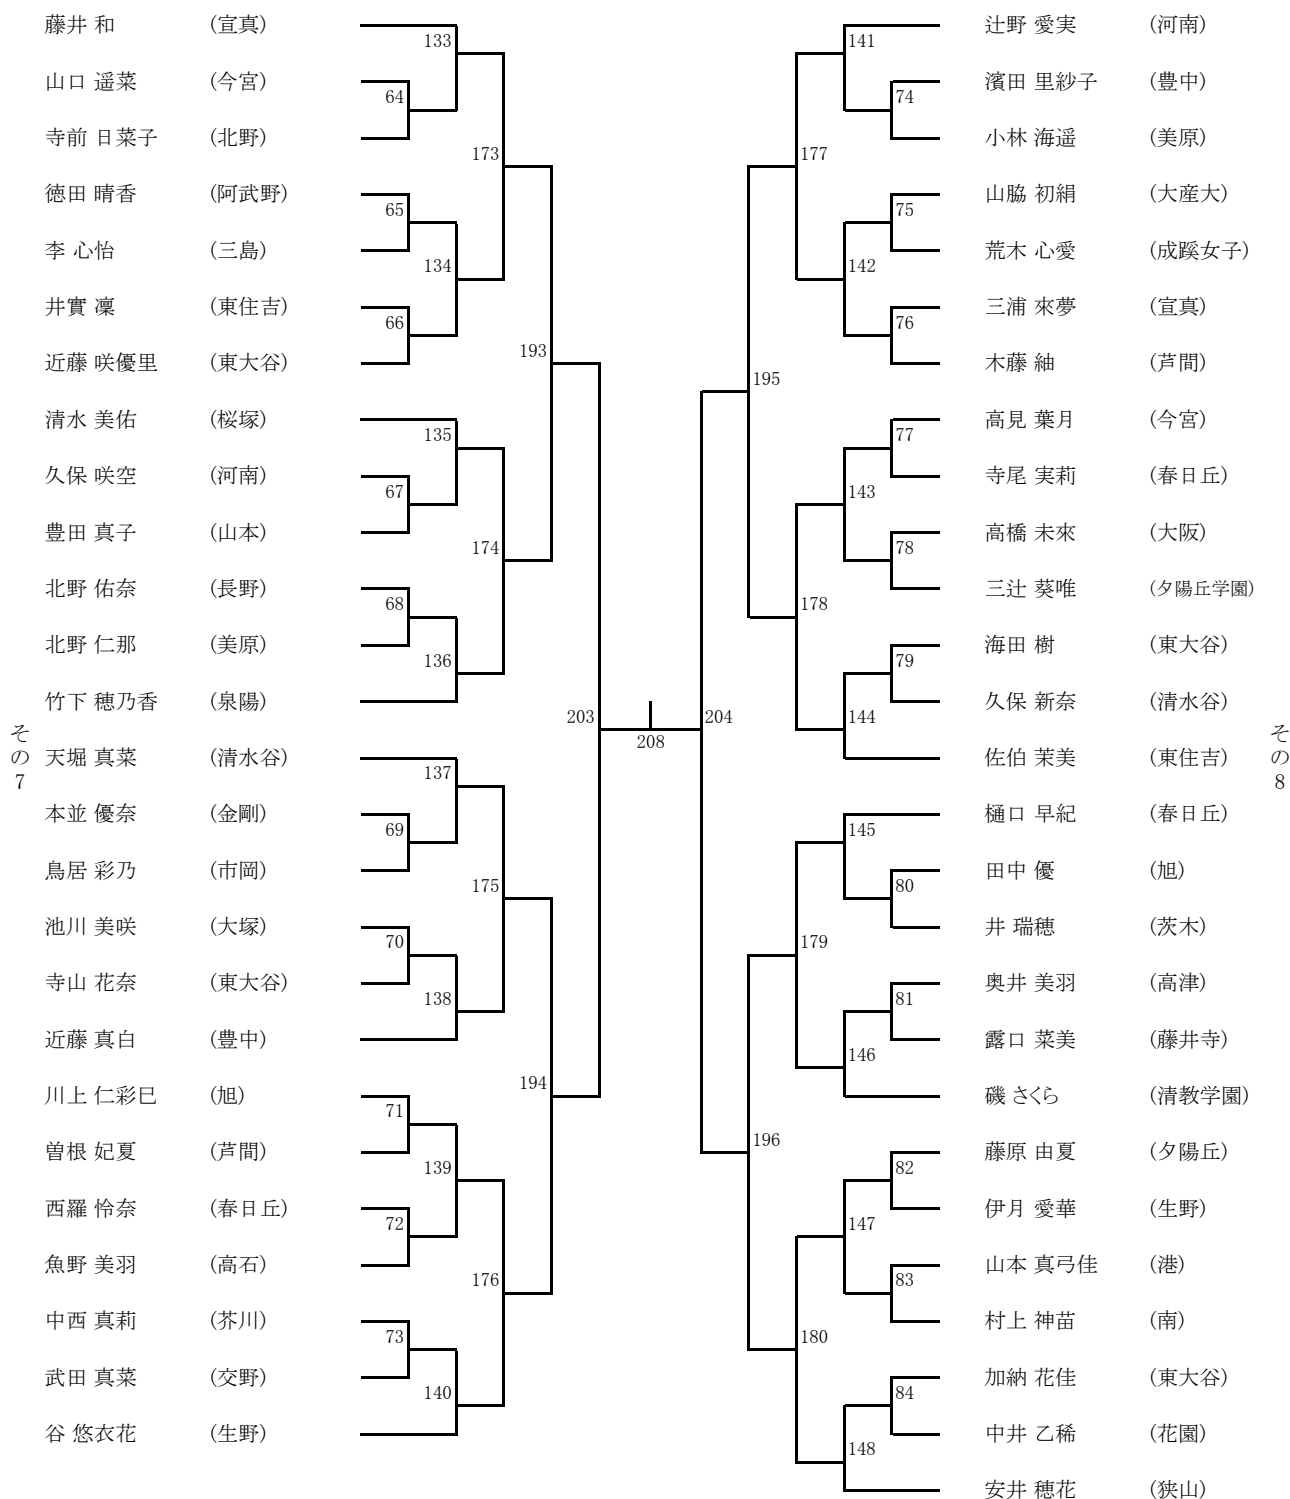 その7
藤井 和 (宣真)
山口 遥菜 (今宮)
寺前 日菜子 (北野)
徳田 晴香 (阿武野)
李 心怡 (三島)
井實 凜 (東住吉)
近藤 咲優里 (東大谷)
清水 美佑 (桜塚)
久保 咲空 (河南)
豊田 真子 (山本)
北野 佑奈 (長野)
北野 仁那 (美原)
竹下 穂乃香 (泉陽)
天堀 真菜 (清水谷)
本並 優奈 (金剛)
鳥居 彩乃 (市岡)
池川 美咲 (大塚)
寺山 花奈 (東大谷)
近藤 真白 (豊中)
川上 仁彩巳 (旭)
曽根 妃夏 (芦間)
西羅 怜奈 (春日丘)
魚野 美羽 (高石)
中西 真莉 (芥川)
武田 真菜 (交野)
谷 悠衣花 (生野)
133
64
173
65
134
66
193
135
67
174
68
136
203
137
69
175
70
138
194
71
139
72
176
73
140
208
204
141
74
177
75
142
76
195
77
143
78
178
79
144
145
80
179
81
146
196
82
147
83
180
84
148
辻野 愛実 (河南)
濱田 里紗子 (豊中)
小林 海遥 (美原)
山脇 初絹 (大産大)
荒木 心愛 (成蹊女子)
三浦 來夢 (宣真)
木藤 紬 (芦間)
高見 葉月 (今宮)
寺尾 実莉 (春日丘)
高橋 未來 (大阪)
三辻 葵唯 (夕陽丘学園)
海田 樹 (東大谷)
久保 新奈 (清水谷)
佐伯 茉美 (東住吉)
樋口 早紀 (春日丘)
田中 優 (旭)
井 瑞穂 (茨木)
奥井 美羽 (高津)
露口 菜美 (藤井寺)
磯 さくら (清教学園)
藤原 由夏 (夕陽丘)
伊月 愛華 (生野)
山本 真弓佳 (港)
村上 神苗 (南)
加納 花佳 (東大谷)
中井 乙稀 (花園)
安井 穂花 (狭山)
その8